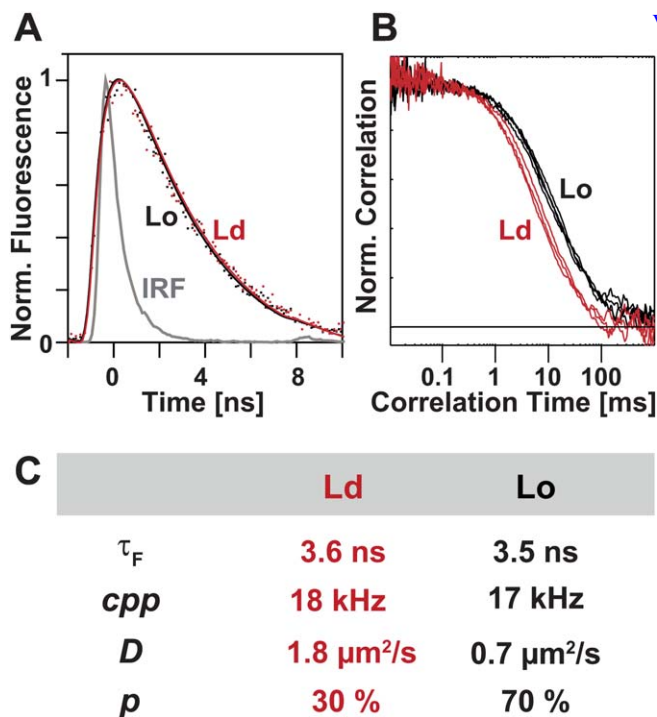 A
B
Norm. Fluorescence
1
0
Lo
Ld
IRF
0
4
8
Time [ns]
Norm. Correlation
Lo
Ld
0.1
1
10
100
Correlation Time [ms]
C
Ld Lo
τF 3.6 ns 3.5 ns
cpp 18 kHz 17 kHz
D 1.8 µm²/s 0.7 µm²/s
p 30 % 70 %